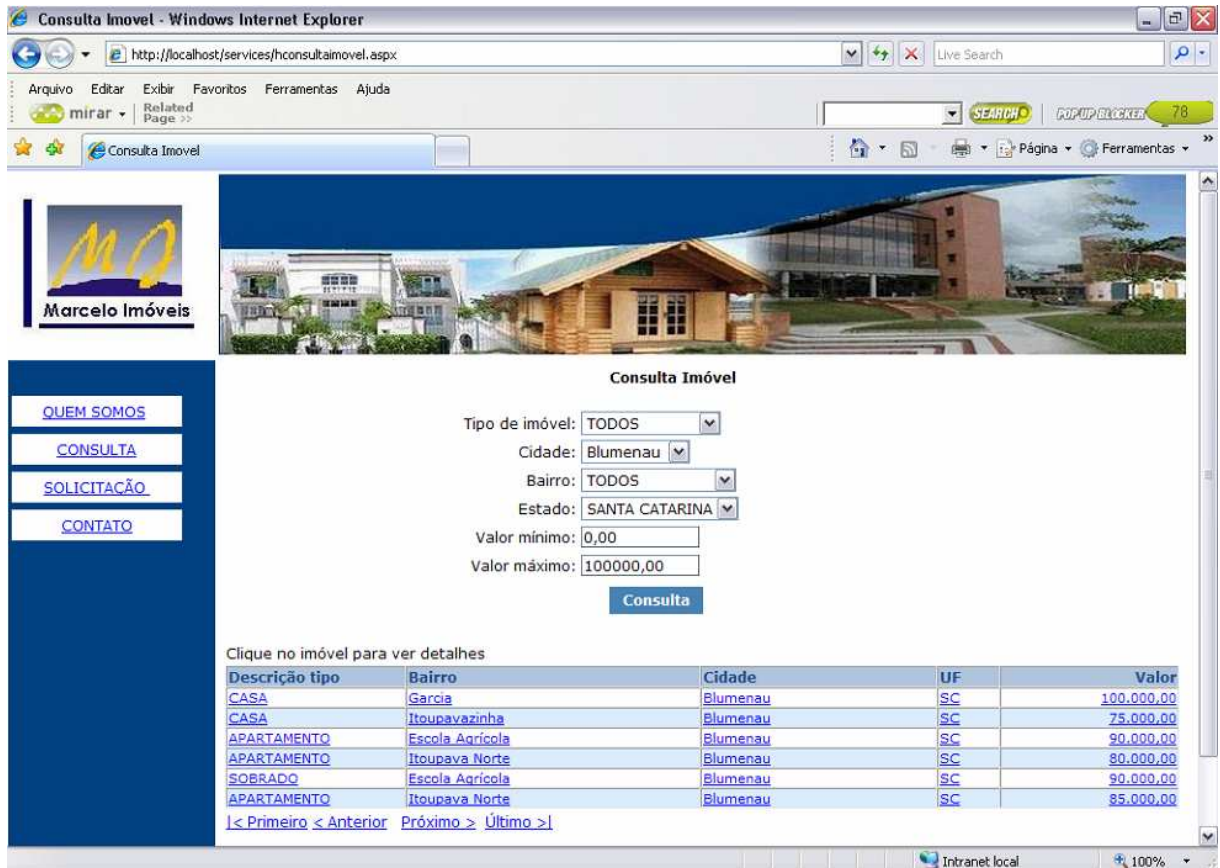 Consulta Imovel - Windows Internet Explorer
http://localhost/services/hconsultaimovel.aspx
Live Search
Arquivo Editar Exibir Favoritos Ferramentas Ajuda
mirar
Related Page >>
SEARCH
POPUP BLOCKER 78
Consulta Imovel
Página
Ferramentas
»
Marcelo Imóveis
QUEM SOMOS
CONSULTA
SOLICITAÇÃO
CONTATO
Consulta Imóvel
Tipo de imóvel: TODOS
Cidade: Blumenau
Bairro: TODOS
Estado: SANTA CATARINA
Valor mínimo: 0,00
Valor máximo: 100000,00
Consulta
Clique no imóvel para ver detalhes
Descrição tipo Bairro Cidade UF Valor
CASA Garcia Blumenau SC 100.000,00
CASA Itoupavazinha Blumenau SC 75.000,00
APARTAMENTO Escola Agrícola Blumenau SC 90.000,00
APARTAMENTO Itoupava Norte Blumenau SC 80.000,00
SOBRADO Escola Agrícola Blumenau SC 90.000,00
APARTAMENTO Itoupava Norte Blumenau SC 85.000,00
|< Primeiro < Anterior Próximo > Último >|
Intranet local
100%